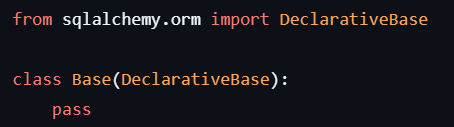 from sqlalchemy.orm import DeclarativeBase

class Base(DeclarativeBase):
    pass